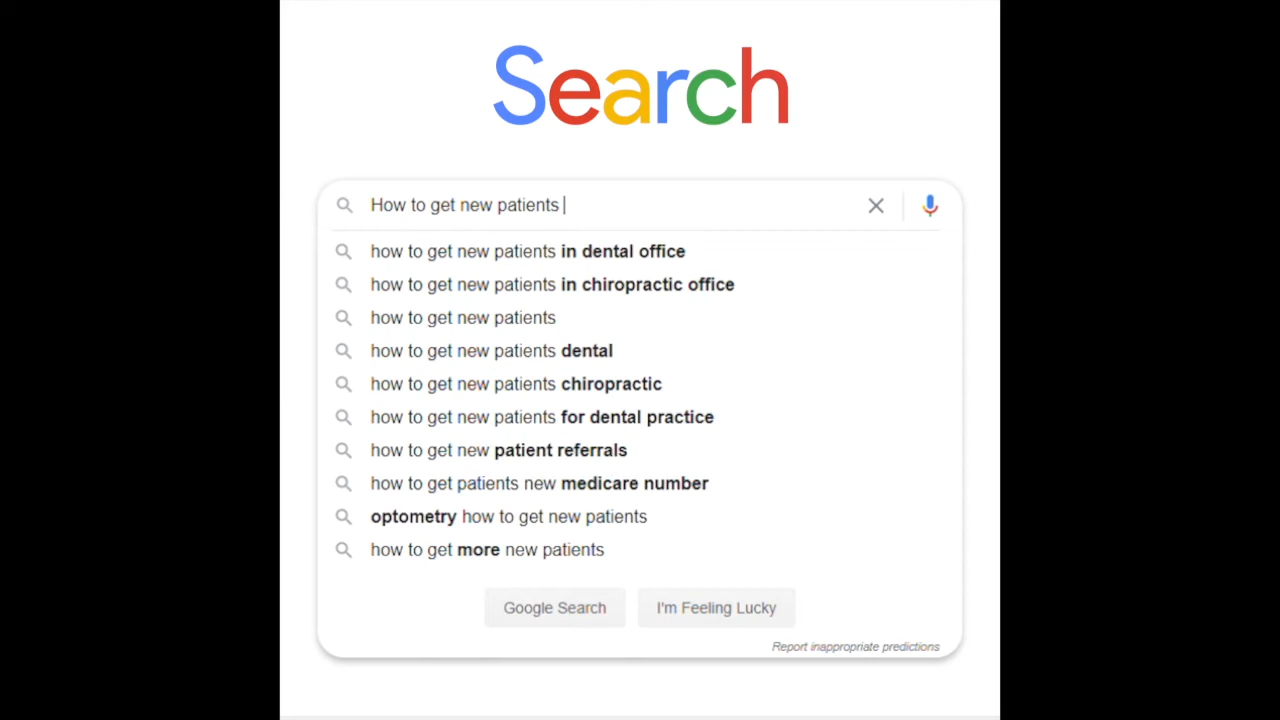 Search
How to get new patients
how to get new patients in dental office
how to get new patients in chiropractic office
how to get new patients
how to get new patients dental
how to get new patients chiropractic
how to get new patients for dental practice
how to get new patient referrals
how to get patients new medicare number
optometry how to get new patients
how to get more new patients
Google Search I'm Feeling Lucky
Report inappropriate predictions